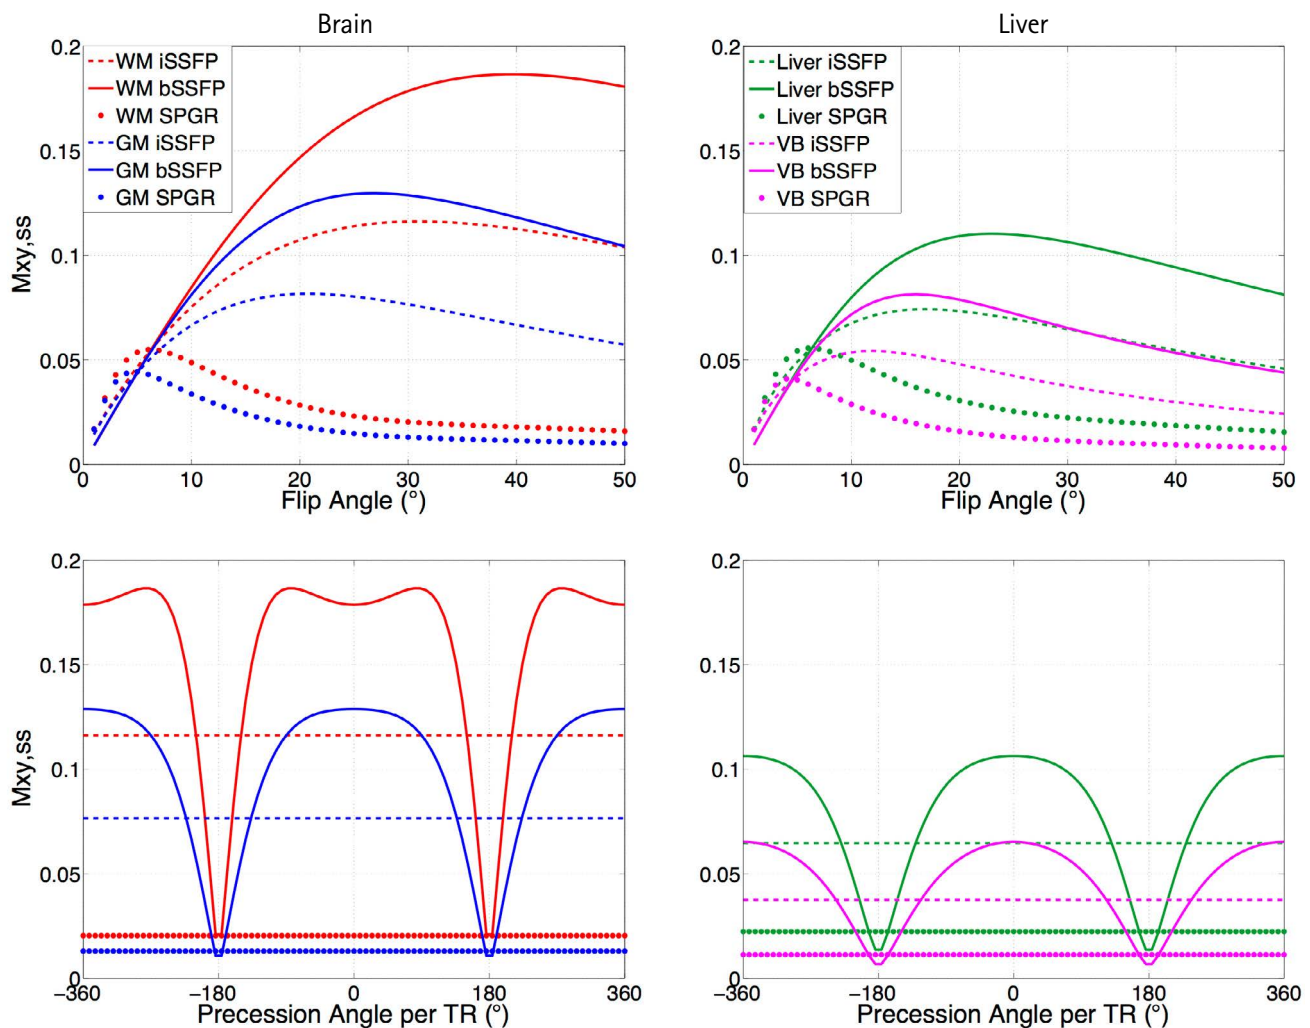 Brain
0.2
WM iSSFP
WM bSSFP
WM SPGR
GM iSSFP
GM bSSFP
GM SPGR
0.15
0.1
0.05
0
Mxy,ss
0 10 20 30 40 50
Flip Angle (°)
Liver
0.2
Liver iSSFP
Liver bSSFP
Liver SPGR
VB iSSFP
VB bSSFP
VB SPGR
0.15
0.1
0.05
0
0 10 20 30 40 50
Flip Angle (°)
0.2
0.15
0.1
0.05
0
Mxy,ss
−360 −180 0 180 360
Precession Angle per TR (°)
0.2
0.15
0.1
0.05
0
−360 −180 0 180 360
Precession Angle per TR (°)